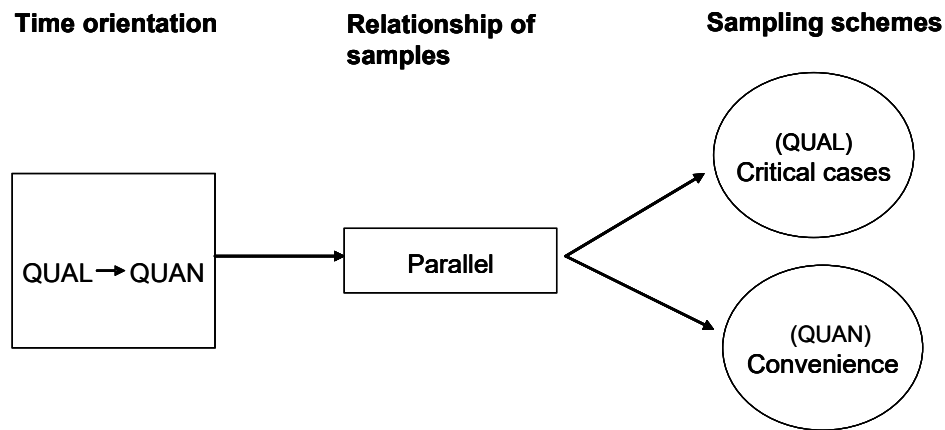 Time orientation
Relationship of
samples
Sampling schemes
QUAL → QUAN
Parallel
(QUAL)
Critical cases
(QUAN)
Convenience